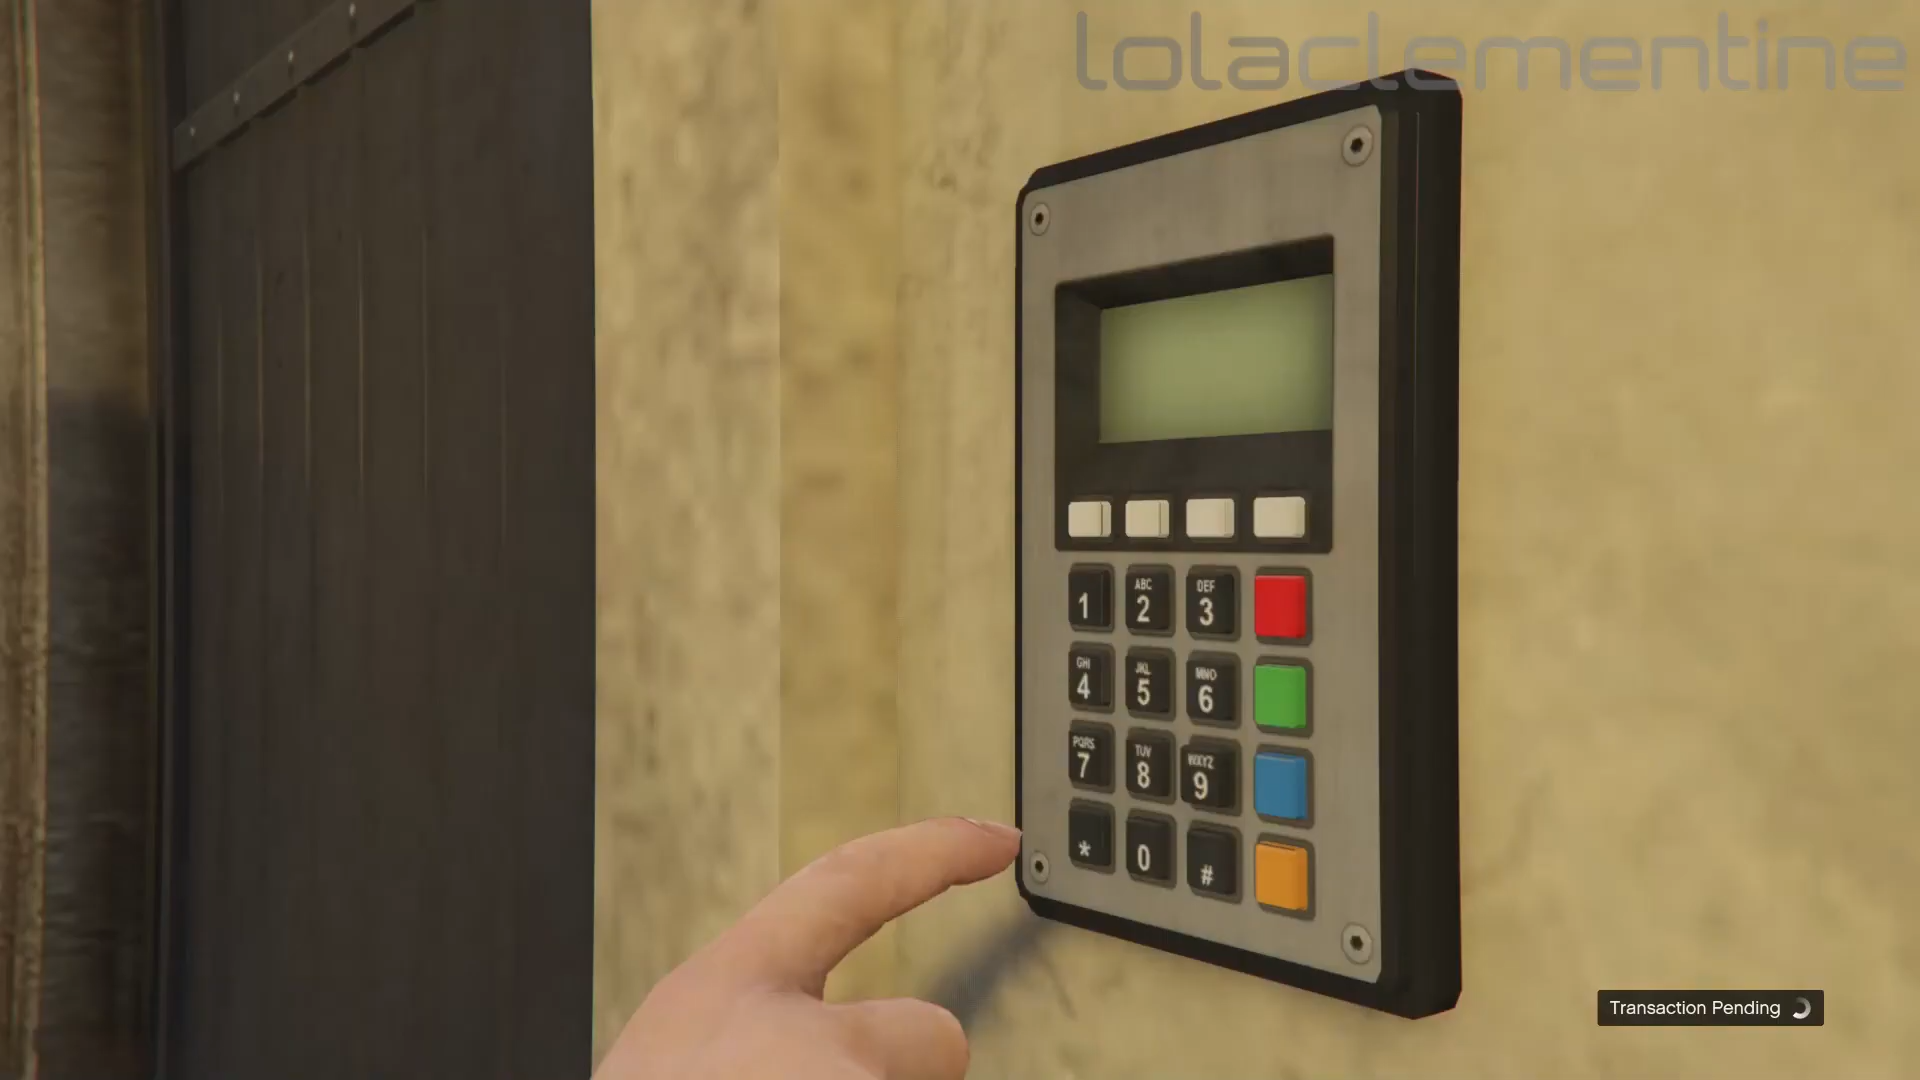 lolaclementine
1
ABC
2
DEF
3
GHI
4
JKL
5
MNO
6
PQRS
7
TUV
8
WXYZ
9
*
0
#
Transaction Pending